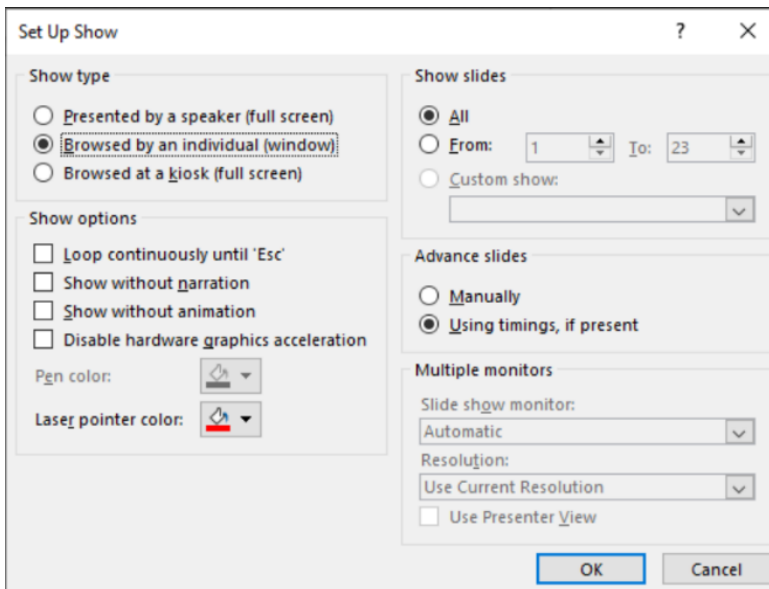 Set Up Show
Show type
Presented by a speaker (full screen)
Browsed by an individual (window)
Browsed at a kiosk (full screen)
Show options
Loop continuously until 'Esc'
Show without narration
Show without animation
Disable hardware graphics acceleration
Pen color:
Laser pointer color:
Show slides
All
From: 1 To: 23
Custom show:
Advance slides
Manually
Using timings, if present
Multiple monitors
Slide show monitor:
Automatic
Resolution:
Use Current Resolution
Use Presenter View
OK Cancel